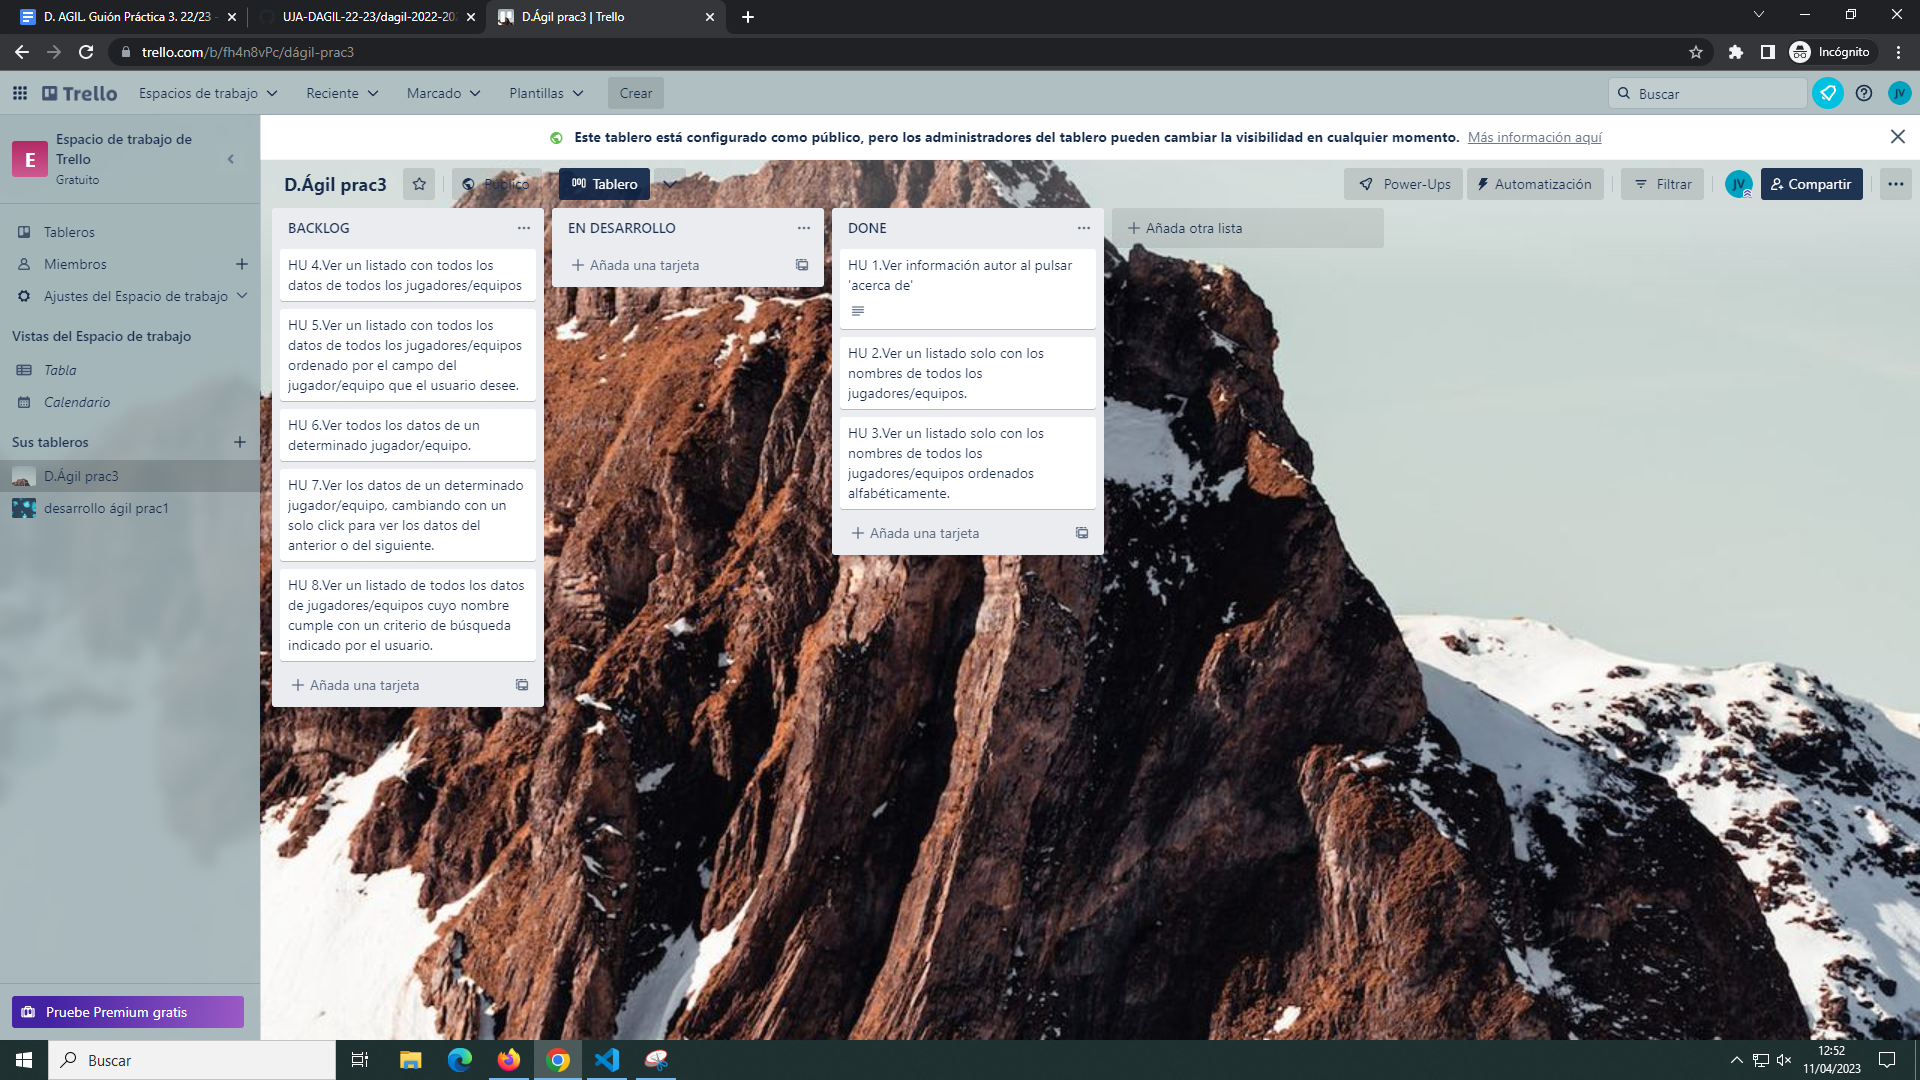 D. AGIL. Guión Práctica 3. 22/23 -
UJA-DAGIL-22-23/dagil-2022-202
D.Ágil prac3 | Trello
trello.com/b/fh4n8vPc/dágil-prac3
Incógnito
Trello
Espacios de trabajo
Reciente
Marcado
Plantillas
Crear
Buscar
JV
Este tablero está configurado como público, pero los administradores del tablero pueden cambiar la visibilidad en cualquier momento. Más información aquí
E
Espacio de trabajo de
Trello
Gratuito
D.Ágil prac3
Público
Tablero
Power-Ups
Automatización
Filtrar
JV
Compartir
Tableros
Miembros
Ajustes del Espacio de trabajo
Vistas del Espacio de trabajo
Tabla
Calendario
Sus tableros
D.Ágil prac3
desarrollo ágil prac1
Pruebe Premium gratis
BACKLOG
HU 4.Ver un listado con todos los
datos de todos los jugadores/equipos
HU 5.Ver un listado con todos los
datos de todos los jugadores/equipos
ordenado por el campo del
jugador/equipo que el usuario desee.
HU 6.Ver todos los datos de un
determinado jugador/equipo.
HU 7.Ver los datos de un determinado
jugador/equipo, cambiando con un
solo click para ver los datos del
anterior o del siguiente.
HU 8.Ver un listado de todos los datos
de jugadores/equipos cuyo nombre
cumple con un criterio de búsqueda
indicado por el usuario.
Añada una tarjeta
EN DESARROLLO
Añada una tarjeta
DONE
HU 1.Ver información autor al pulsar
'acerca de'
HU 2.Ver un listado solo con los
nombres de todos los
jugadores/equipos.
HU 3.Ver un listado solo con los
nombres de todos los
jugadores/equipos ordenados
alfabéticamente.
Añada una tarjeta
Añada otra lista
Buscar
12:52
11/04/2023